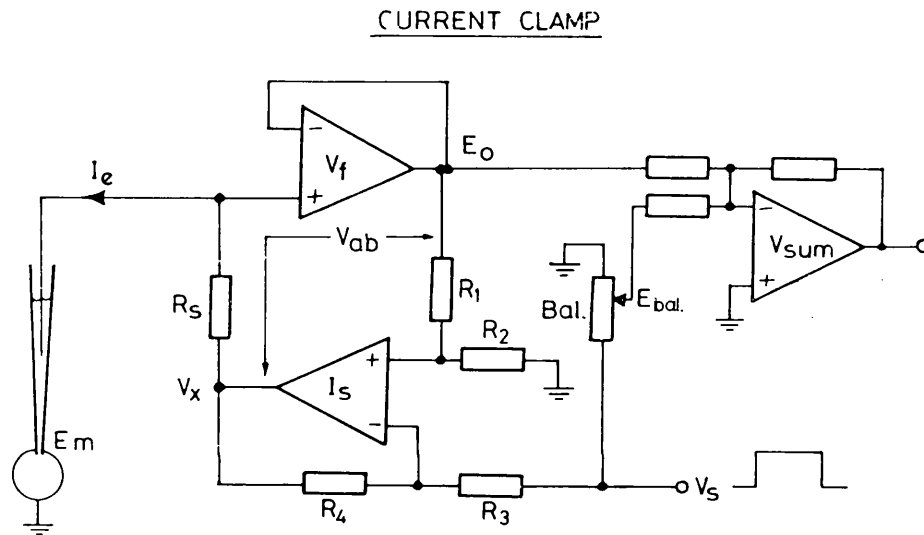 CURRENT CLAMP
Ie
Vf
-
+
Eo
Vab
Vsum
-
+
Rs
R1
R2
Bal.
Ebal.
Vx
Is
+
-
Em
R4
R3
Vs